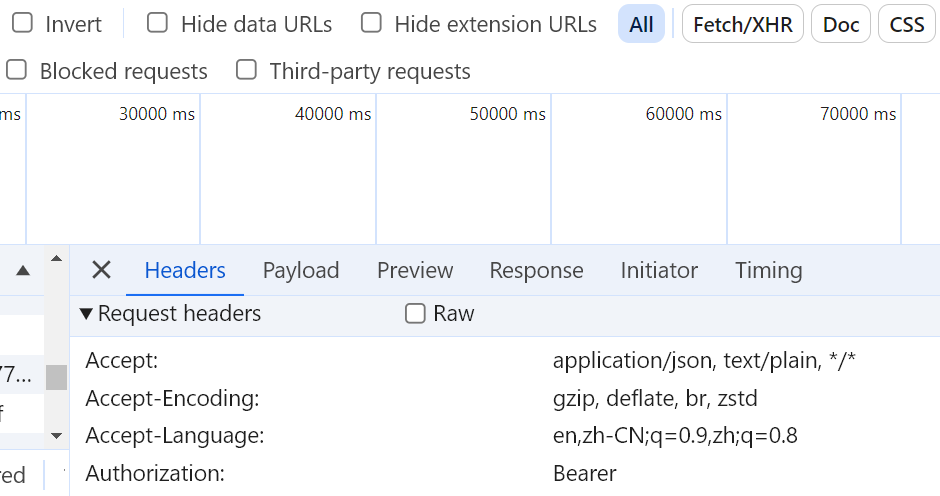 Invert Hide data URLs Hide extension URLs All Fetch/XHR Doc CSS
Blocked requests Third-party requests
ms 30000 ms 40000 ms 50000 ms 60000 ms 70000 ms
Headers Payload Preview Response Initiator Timing
Request headers Raw
Accept: application/json, text/plain, */*
77... Accept-Encoding: gzip, deflate, br, zstd
f Accept-Language: en,zh-CN;q=0.9,zh;q=0.8
red Authorization: Bearer